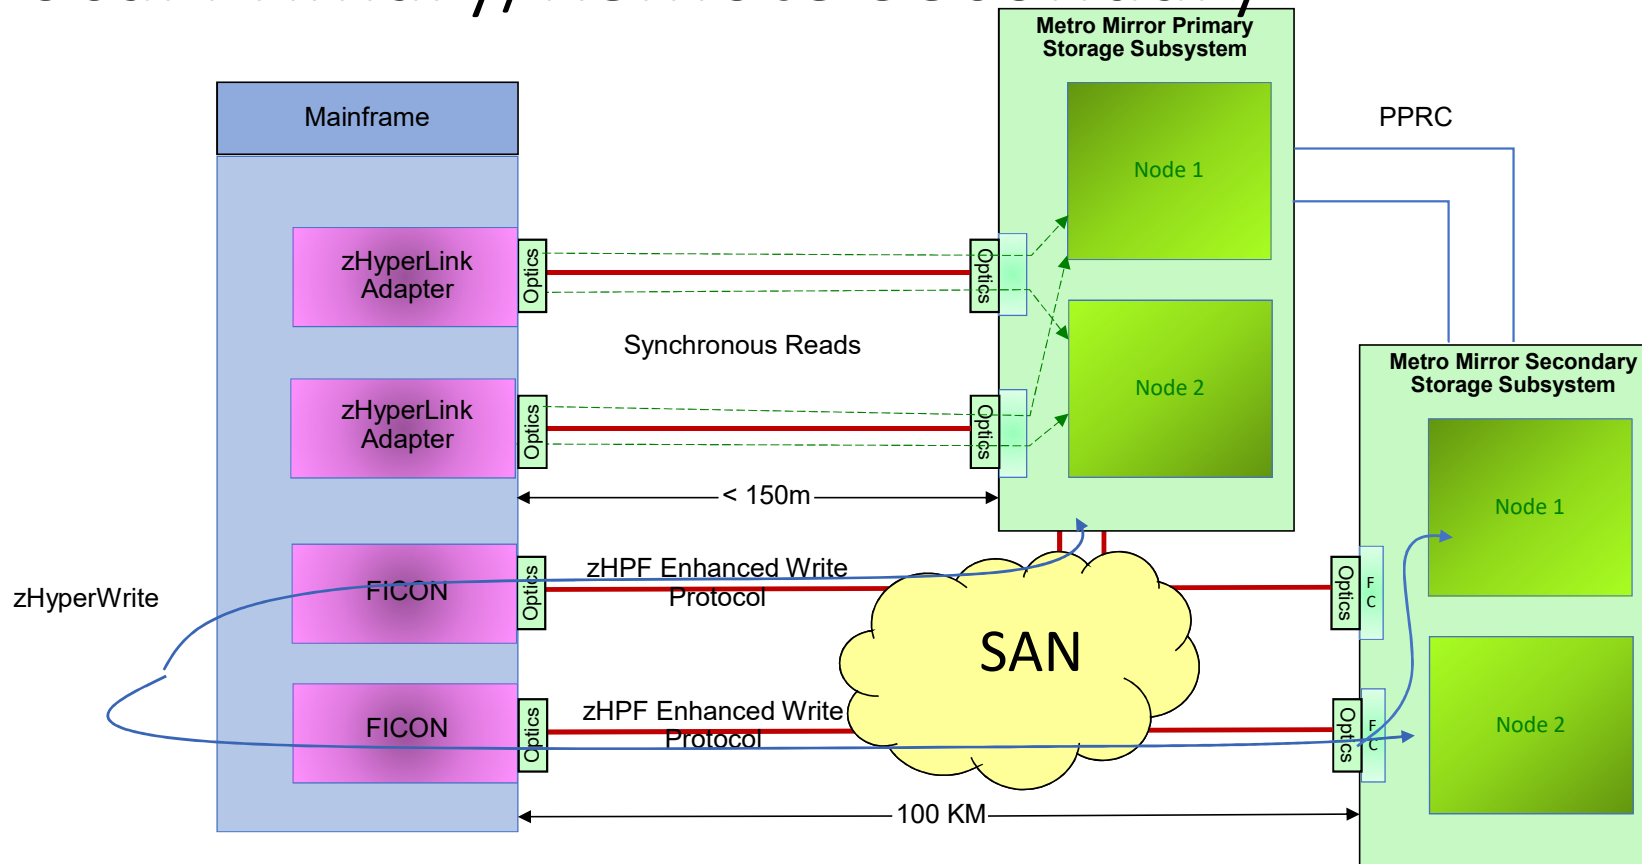 Metro Mirror Primary
Storage Subsystem
Mainframe
PPRC
Node 1
zHyperLink
Adapter
Optics
Optics
Synchronous Reads
Metro Mirror Secondary
Storage Subsystem
Node 2
zHyperLink
Adapter
Optics
Optics
< 150m
Node 1
zHyperWrite
FICON
Optics
zHPF Enhanced Write
Protocol
SAN
Optics
F
C
FICON
Optics
zHPF Enhanced Write
Protocol
Optics
F
C
Node 2
100 KM